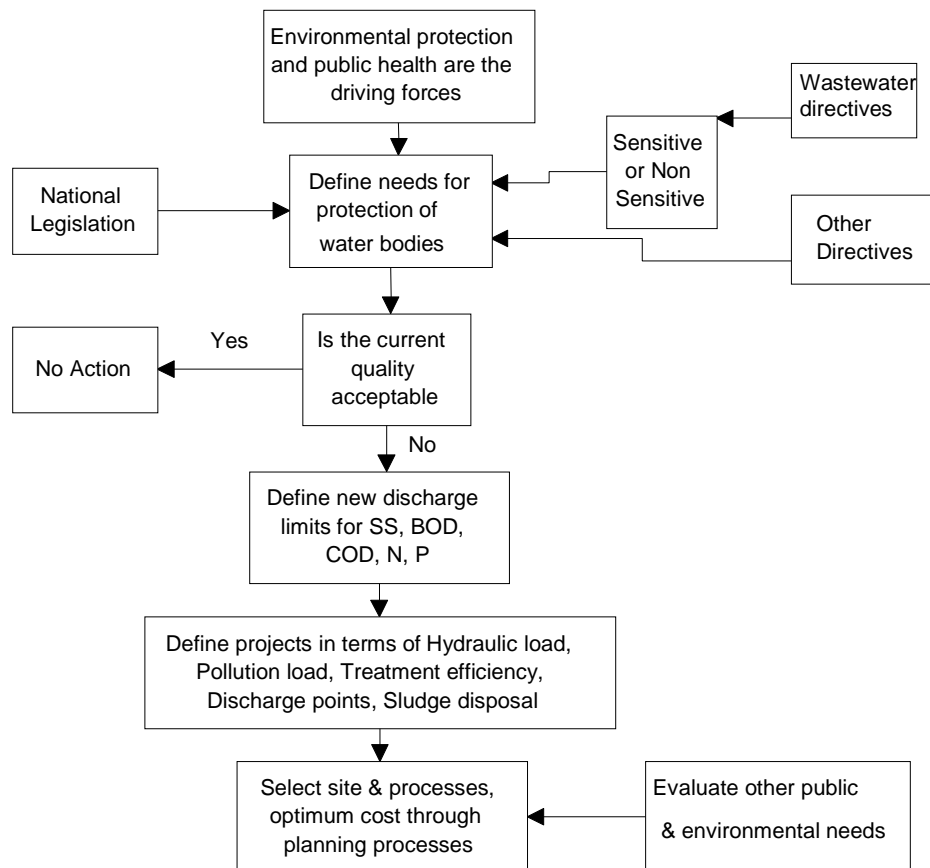 Environmental protection
and public health are the
driving forces
Wastewater
directives
Sensitive
or Non
Sensitive
National
Legislation
Define needs for
protection of
water bodies
Other
Directives
No Action
Yes
Is the current
quality
acceptable
No
Define new discharge
limits for SS, BOD,
COD, N, P
Define projects in terms of Hydraulic load,
Pollution load, Treatment efficiency,
Discharge points, Sludge disposal
Select site & processes,
optimum cost through
planning processes
Evaluate other public
& environmental needs